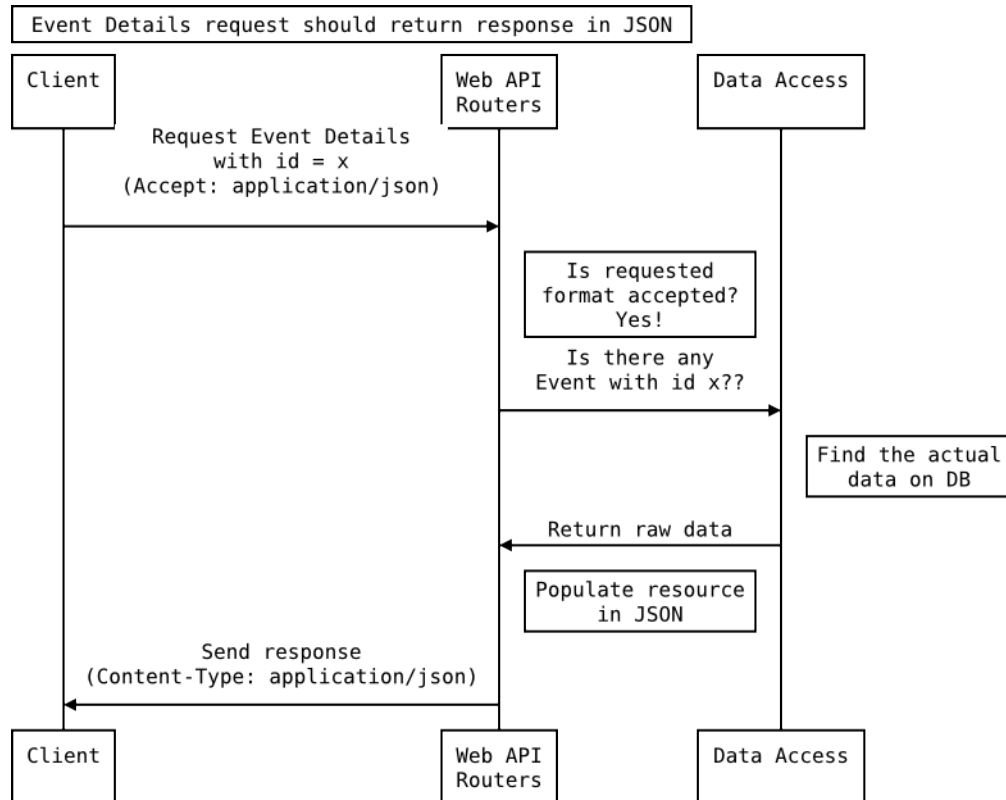 Event Details request should return response in JSON
Client
Web API
Routers
Data Access
Request Event Details
with id = x
(Accept: application/json)
Is requested
format accepted?
Yes!
Is there any
Event with id x??
Find the actual
data on DB
Return raw data
Populate resource
in JSON
Send response
(Content-Type: application/json)
Client
Web API
Routers
Data Access